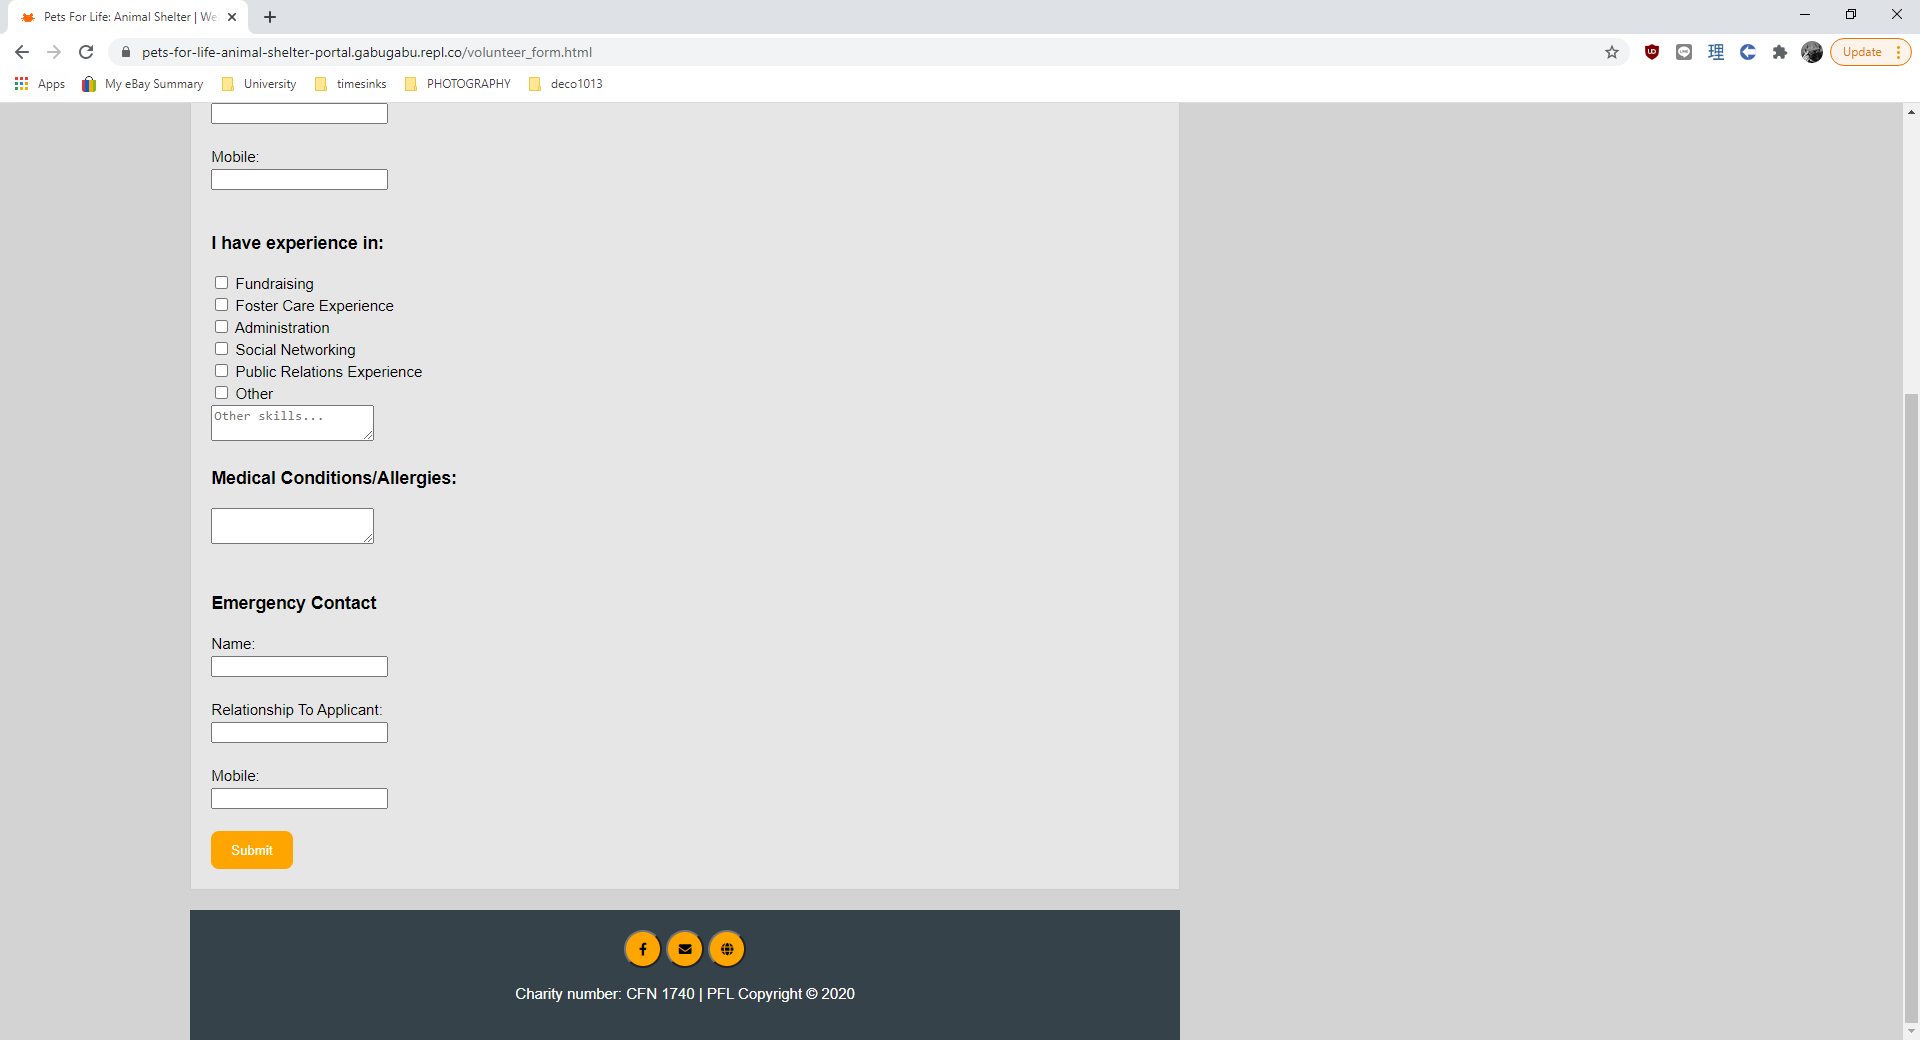 Pets For Life: Animal Shelter | We
pets-for-life-animal-shelter-portal.gabugabu.repl.co/volunteer_form.html
理
Update
Apps
My eBay Summary
University
timesinks
PHOTOGRAPHY
deco1013
Mobile:
I have experience in:
Fundraising
Foster Care Experience
Administration
Social Networking
Public Relations Experience
Other
Other skills...
Medical Conditions/Allergies:
Emergency Contact
Name:
Relationship To Applicant:
Mobile:
Submit
Charity number: CFN 1740 | PFL Copyright © 2020